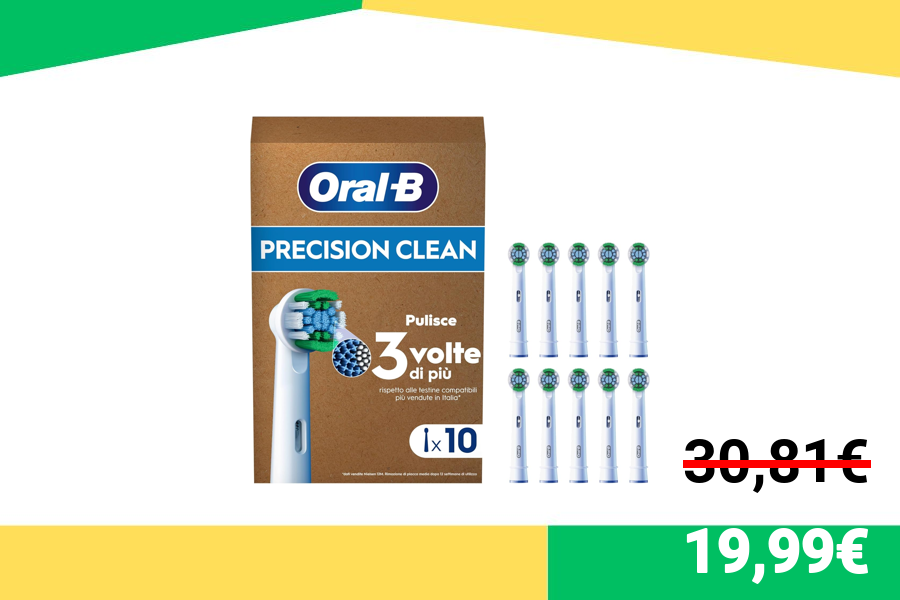 Oral-B
PRECISION CLEAN
Pulisce
3 volte
di più
rispetto alle testine compatibili
più vendute in Italia*
x10
30,81€
19,99€